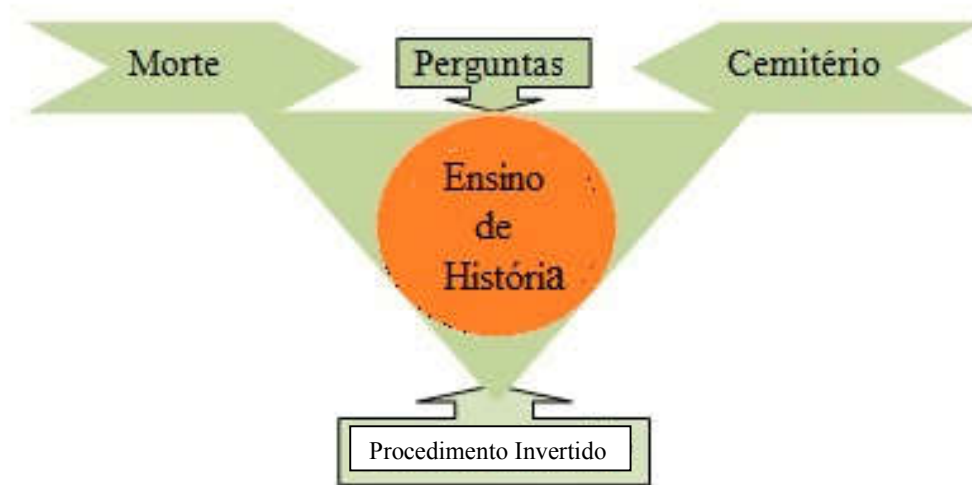 Morte
Perguntas
Cemitério
Ensino
de
História
Procedimento Invertido